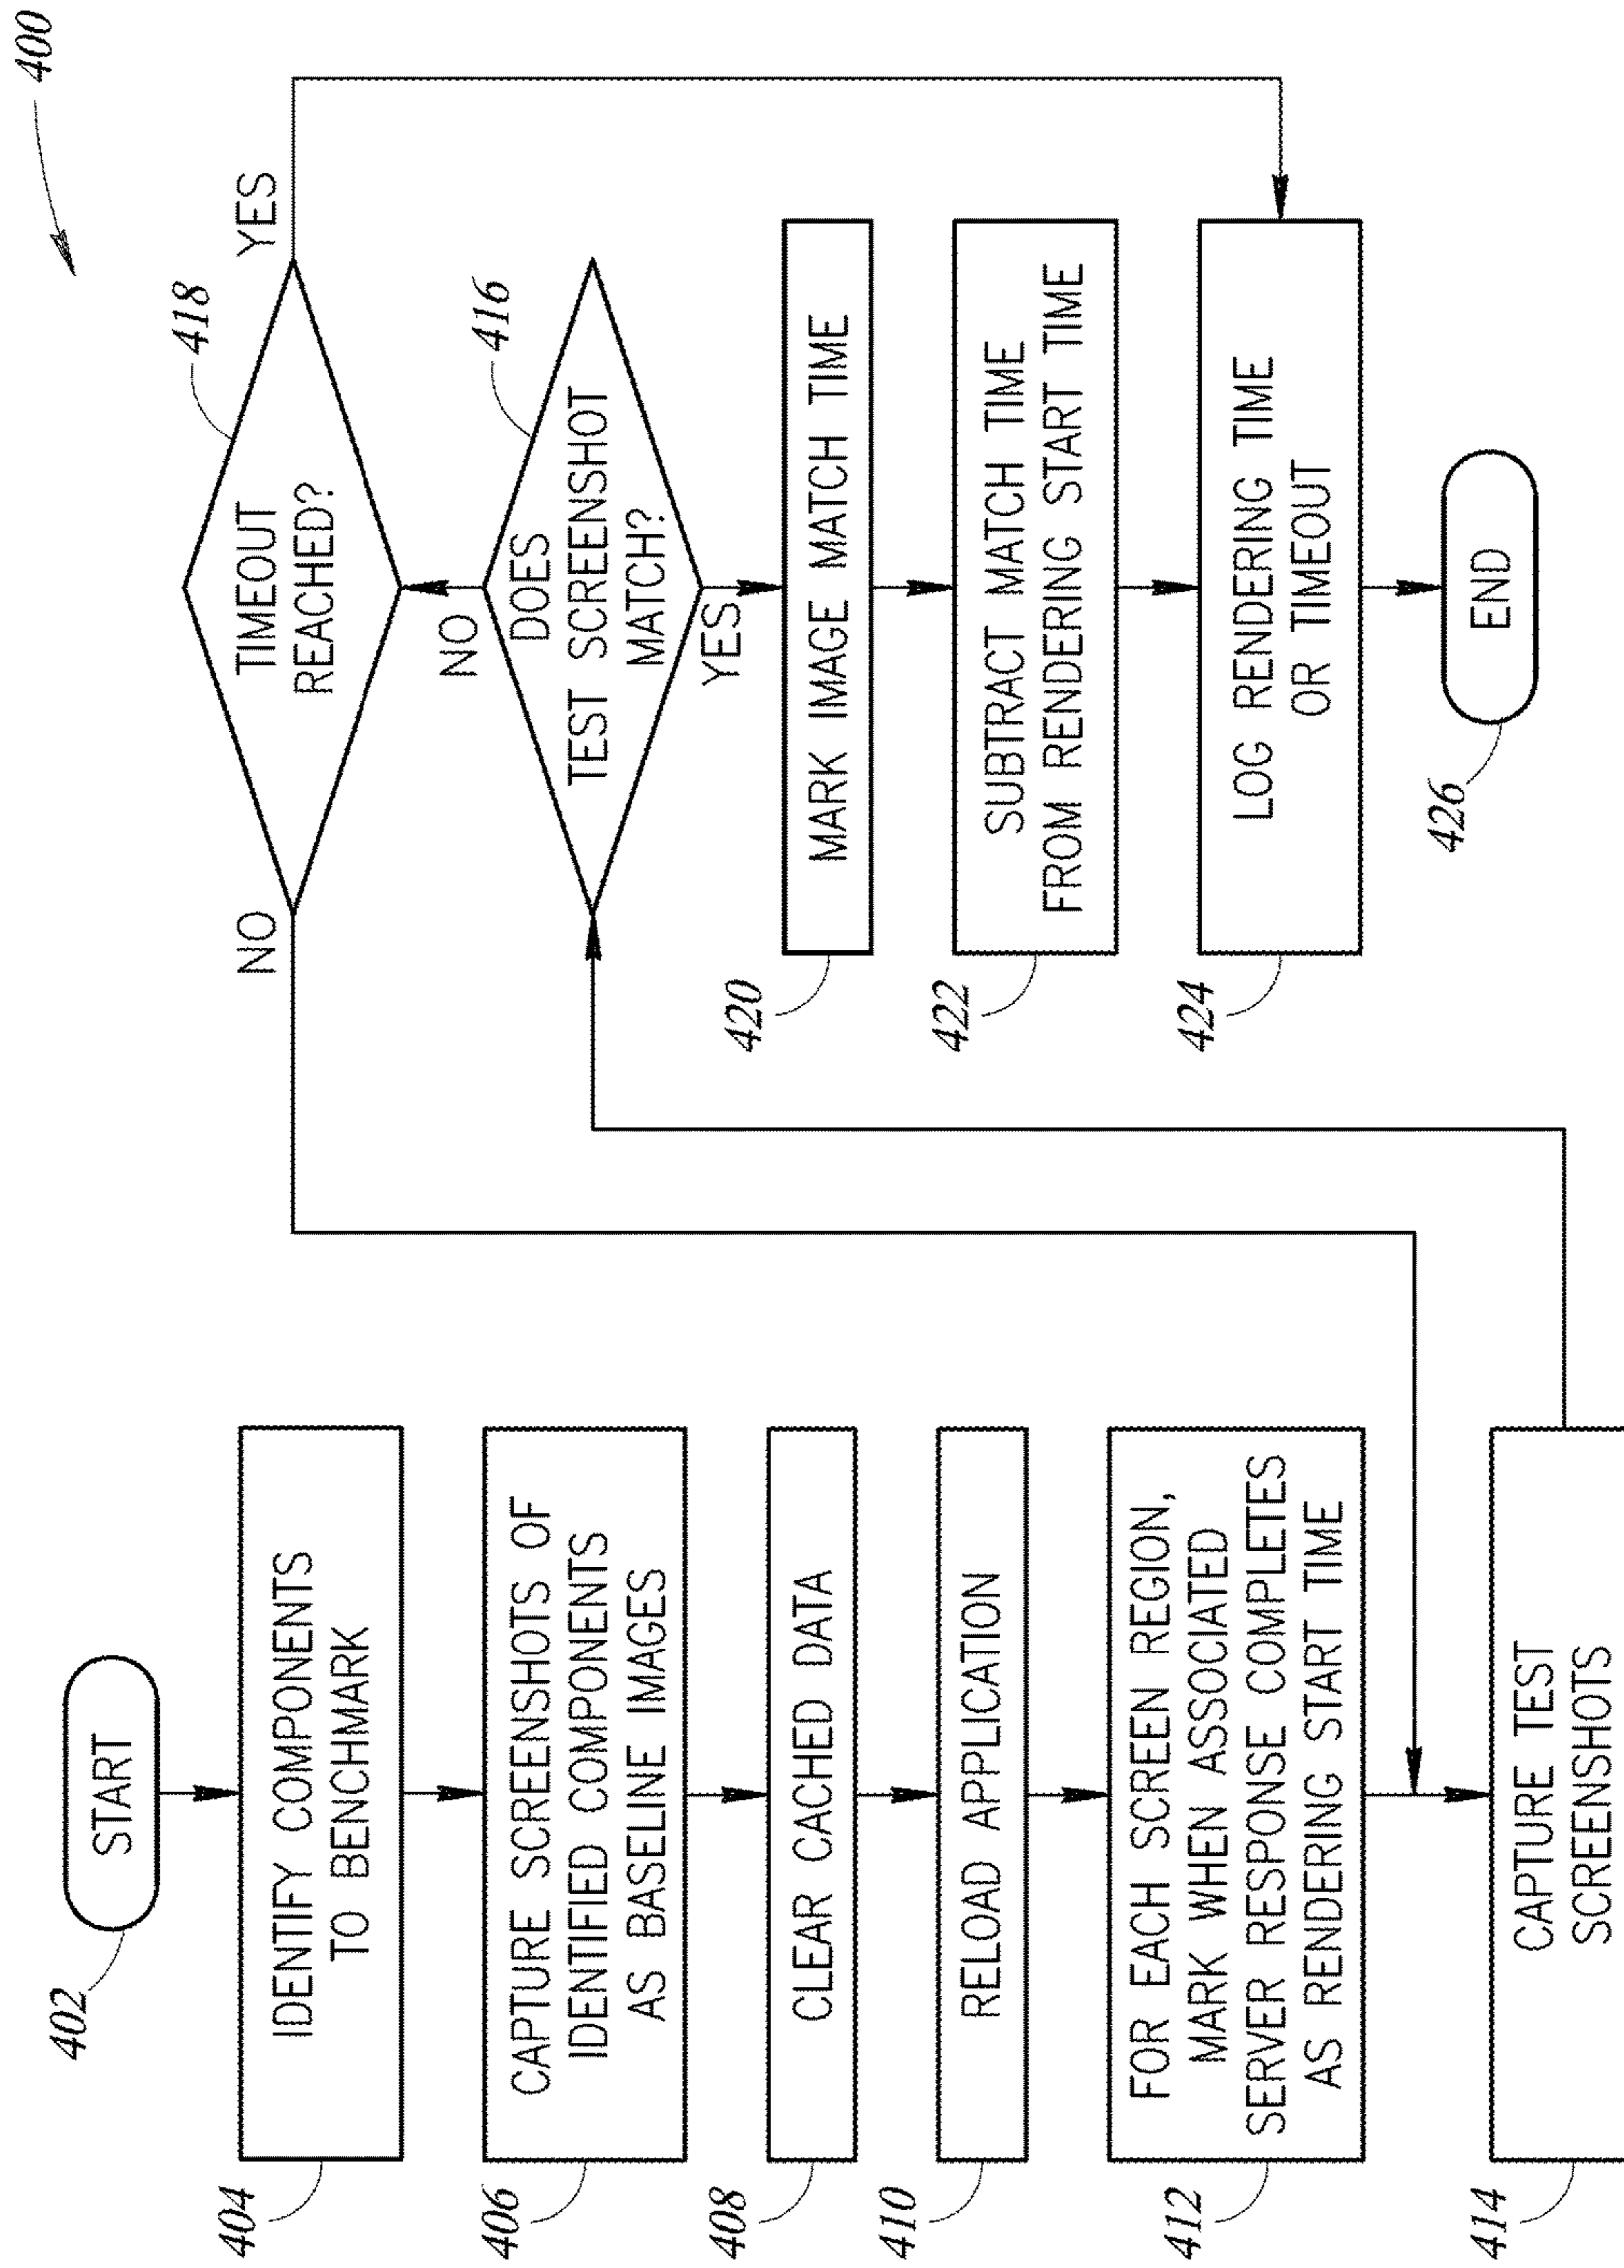 400
START
402
IDENTIFY COMPONENTS
TO BENCHMARK
404
CAPTURE SCREENSHOTS OF
IDENTIFIED COMPONENTS
AS BASELINE IMAGES
406
CLEAR CACHED DATA
408
RELOAD APPLICATION
410
FOR EACH SCREEN REGION,
MARK WHEN ASSOCIATED
SERVER RESPONSE COMPLETES
AS RENDERING START TIME
412
CAPTURE TEST
SCREENSHOTS
414
TIMEOUT
REACHED?
418
NO
YES
NO
DOES
TEST SCREENSHOT
MATCH?
416
YES
MARK IMAGE MATCH TIME
420
SUBTRACT MATCH TIME
FROM RENDERING START TIME
422
LOG RENDERING TIME
OR TIMEOUT
424
END
426